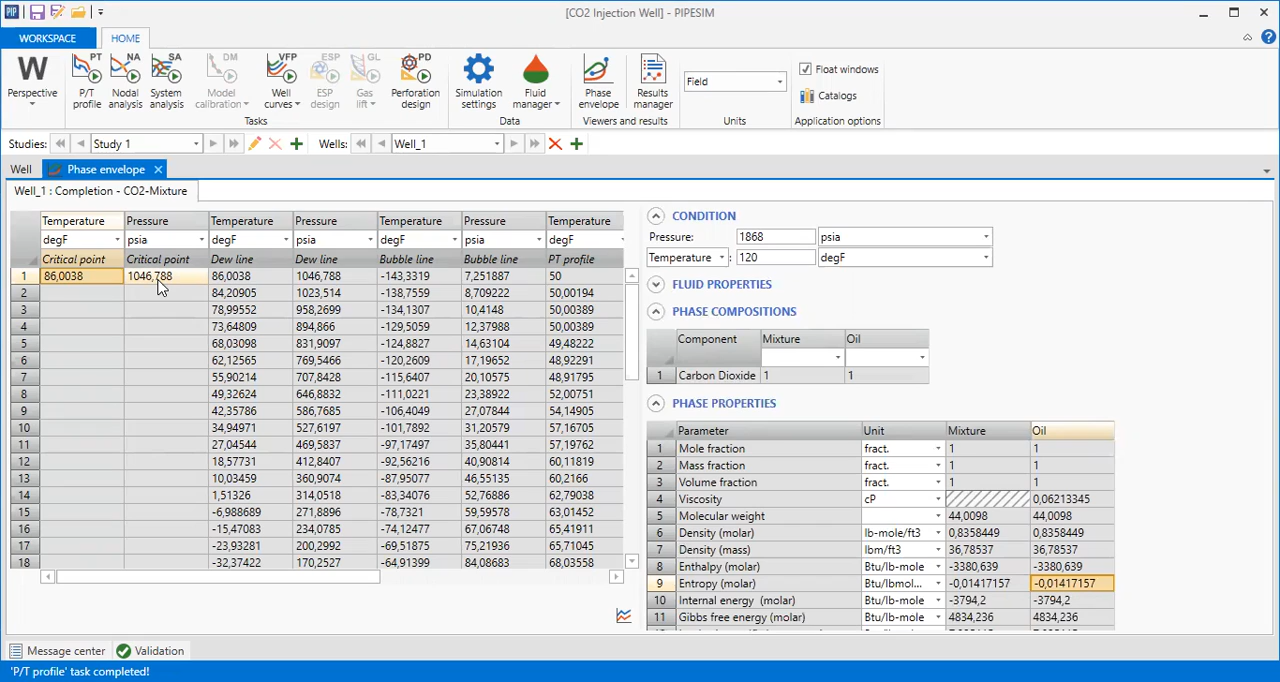 PIP [CO2 Injection Well] - PIPESIM
WORKSPACE HOME
W Perspective
PT P/T profile
NA Nodal analysis
SA System analysis
DM Model calibration
VFP Well curves
ESP ESP design
GL Gas lift
PD Perforation design
Simulation settings
Fluid manager
Phase envelope
Results manager
Field
Float windows
Catalogs
Tasks Data Viewers and results Units Application options
Studies: Study 1 Wells: Well_1
Well Phase envelope
Well_1 : Completion - CO2-Mixture
Temperature Pressure Temperature Pressure Temperature Pressure Temperature
degF psia degF psia degF psia degF
Critical point Critical point Dew line Dew line Bubble line Bubble line PT profile
1 86,0038 1046,788 86,0038 1046,788 -143,3319 7,251887 50
2 84,20905 1023,514 -138,7559 8,709222 50,00194
3 78,99552 958,2699 -134,1307 10,4148 50,00389
4 73,64809 894,866 -129,5059 12,37988 50,00389
5 68,03098 831,9097 -124,8827 14,63104 49,48222
6 62,12565 769,5466 -120,2609 17,19652 48,92291
7 55,90214 707,8428 -115,6407 20,10575 48,91795
8 49,32624 646,8832 -111,0221 23,38922 52,00751
9 42,35786 586,7685 -106,4049 27,07844 54,14905
10 34,94971 527,6197 -101,7892 31,20579 57,16705
11 27,04544 469,5837 -97,17497 35,80441 57,19762
12 18,57731 412,8407 -92,56216 40,90814 60,11819
13 10,03459 360,9074 -87,95077 46,55135 60,2166
14 1,51326 314,0518 -83,34076 52,76886 62,79038
15 -6,988689 271,8896 -78,7321 59,59578 63,01452
16 -15,47083 234,0785 -74,12477 67,06748 65,41911
17 -23,93281 200,2992 -69,51875 75,21936 65,71045
18 -32,37422 170,2527 -64,91399 84,08683 68,03558
CONDITION
Pressure: 1868 psia
Temperature : 120 degF
FLUID PROPERTIES
PHASE COMPOSITIONS
Component Mixture Oil
1 Carbon Dioxide 1 1
PHASE PROPERTIES
Parameter Unit Mixture Oil
1 Mole fraction fract. 1 1
2 Mass fraction fract. 1 1
3 Volume fraction fract. 1 1
4 Viscosity cP 0,06213345
5 Molecular weight 44,0098 44,0098
6 Density (molar) lb-mole/ft3 0,8358449 0,8358449
7 Density (mass) lbm/ft3 36,78537 36,78537
8 Enthalpy (molar) Btu/lb-mole -3380,639 -3380,639
9 Entropy (molar) Btu/lbmol... -0,01417157 -0,01417157
10 Internal energy (molar) Btu/lb-mole -3794,2 -3794,2
11 Gibbs free energy (molar) Btu/lb-mole 4834,236 4834,236
Message center Validation
'P/T profile' task completed!